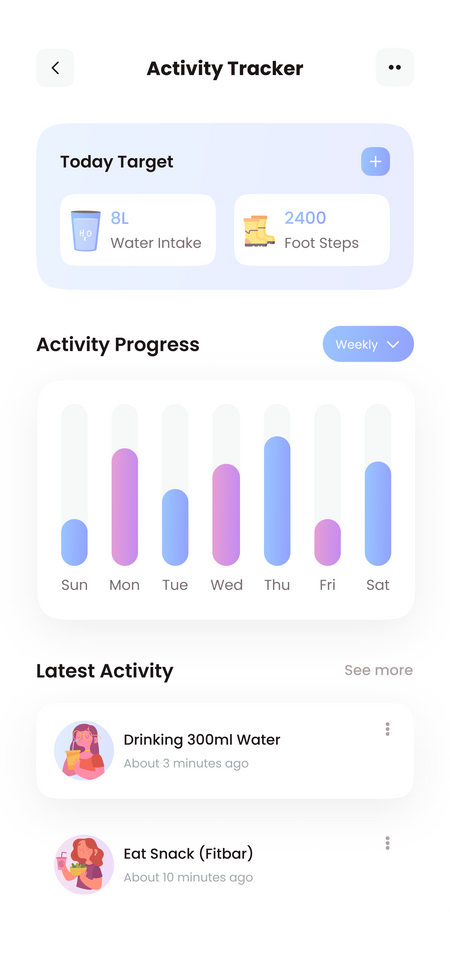 Activity Tracker
Today Target
8L
Water Intake
H₂O
2400
Foot Steps
Activity Progress
Weekly
Sun Mon Tue Wed Thu Fri Sat
Latest Activity
See more
Drinking 300ml Water
About 3 minutes ago
Eat Snack (Fitbar)
About 10 minutes ago